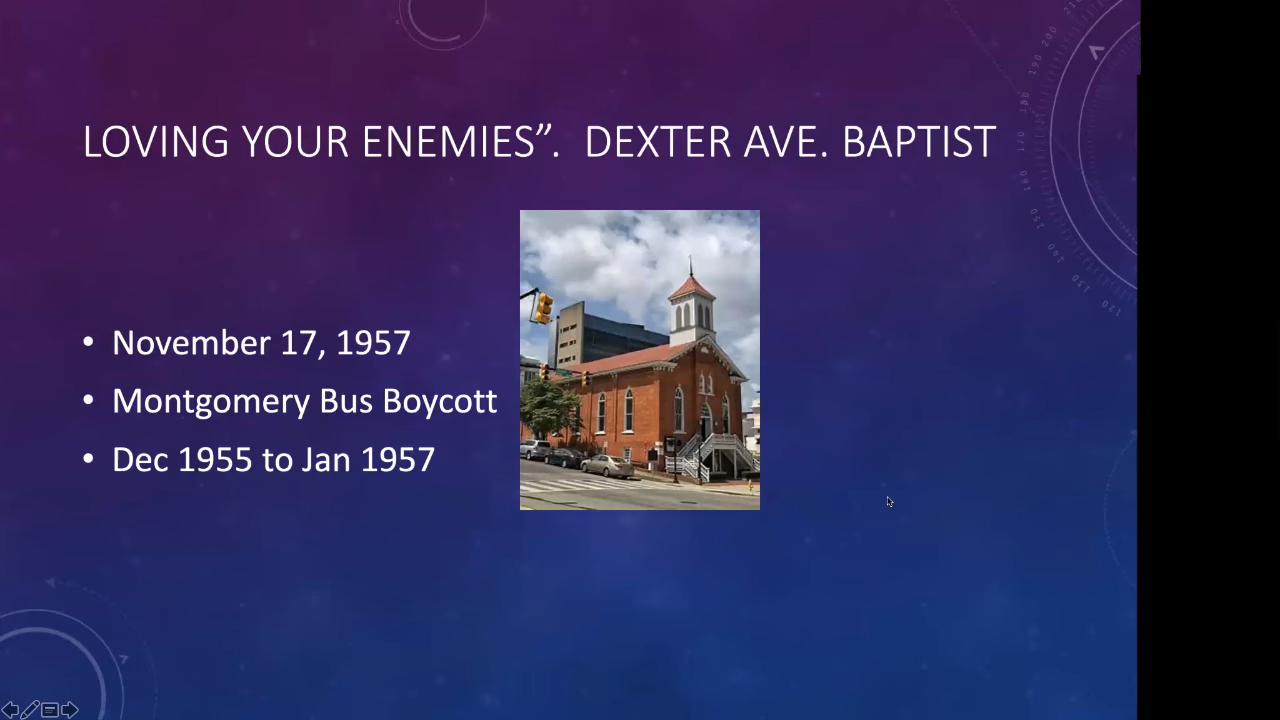 LOVING YOUR ENEMIES”. DEXTER AVE. BAPTIST
• November 17, 1957
• Montgomery Bus Boycott
• Dec 1955 to Jan 1957